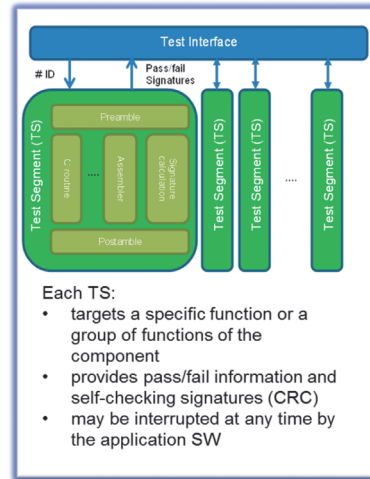 Test Interface
# ID
Pass/fail
Signatures
Test Segment (TS)
Preamble
C routine
....
Assembler
Signature
calculation
Postamble
Test Segment (TS)
Test Segment (TS)
....
Test Segment (TS)
Each TS:
• targets a specific function or a
group of functions of the
component
• provides pass/fail information and
self-checking signatures (CRC)
• may be interrupted at any time by
the application SW